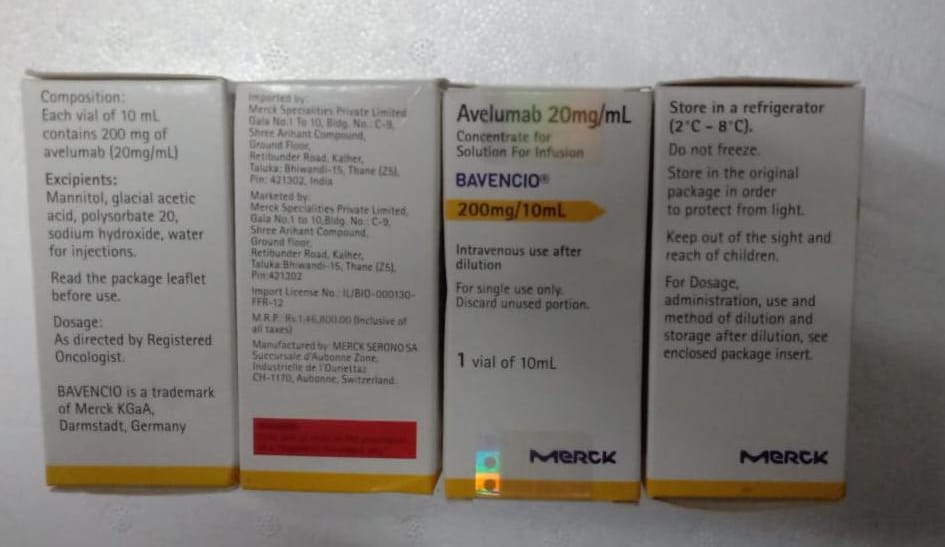 Composition:
Each vial of 10 mL
contains 200 mg of
avelumab (20mg/mL)
Excipients:
Mannitol, glacial acetic
acid, polysorbate 20,
sodium hydroxide, water
for injections.
Read the package leaflet
before use.
Dosage:
As directed by Registered
Oncologist.
BAVENCIO is a trademark
of Merck KGaA,
Darmstadt, Germany
Imported by:
Merck Specialities Private Limited
Gala No.1 To 10, Bldg. No.: C-9,
Shree Arihant Compound,
Ground Floor,
Retibunder Road, Kalher,
Taluka: Bhiwandi-15, Thane (Z5),
Pin: 421302, India
Marketed by:
Merck Specialities Private Limited,
Gala No.1 to 10,Bldg. No.: C-9,
Shree Arihant Compound,
Ground floor,
Retibunder Road, Kalher,
Taluka:Bhiwandi-15, Thane (Z5),
Pin:421302
Import License No.: IL/BIO-000130-
FFR-12
M.R.P.: Rs.1,46,800.00 (Inclusive of
all taxes)
Manufactured by: MERCK SERONO SA
Succursale d'Aubonne Zone,
Industrielle de l'Ouriettaz
CH-1170, Aubonne, Switzerland.
Avelumab 20mg/mL
Concentrate for
Solution For Infusion
BAVENCIO®
200mg/10mL
Intravenous use after
dilution
For single use only.
Discard unused portion.
1 vial of 10mL
MERCK
Store in a refrigerator
(2°C - 8°C).
Do not freeze.
Store in the original
package in order
to protect from light.
Keep out of the sight and
reach of children.
For Dosage,
administration, use and
method of dilution and
storage after dilution, see
enclosed package insert.
MERCK